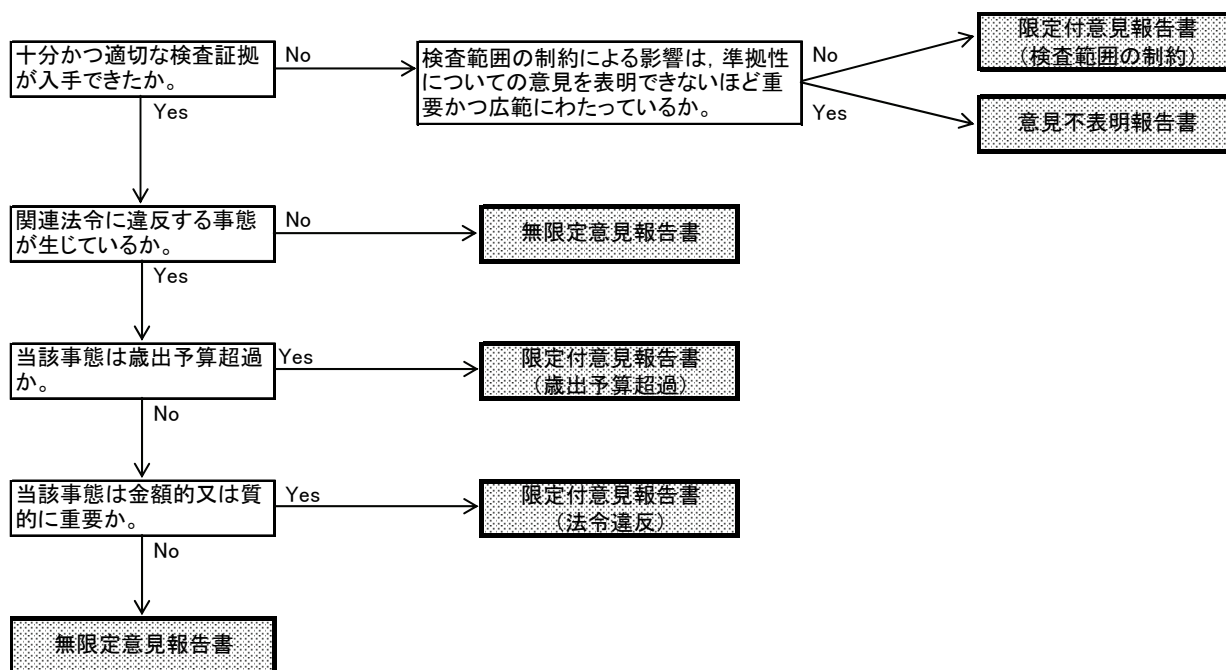 十分かつ適切な検査証拠
が入手できたか。
No
検査範囲の制約による影響は，準拠性
についての意見を表明できないほど重
要かつ広範にわたっているか。
No
限定付意見報告書
（検査範囲の制約）
Yes
意見不表明報告書
Yes
関連法令に違反する事態
が生じているか。
No
無限定意見報告書
Yes
当該事態は歳出予算超過
か。
Yes
限定付意見報告書
（歳出予算超過）
No
当該事態は金額的又は質
的に重要か。
Yes
限定付意見報告書
（法令違反）
No
無限定意見報告書